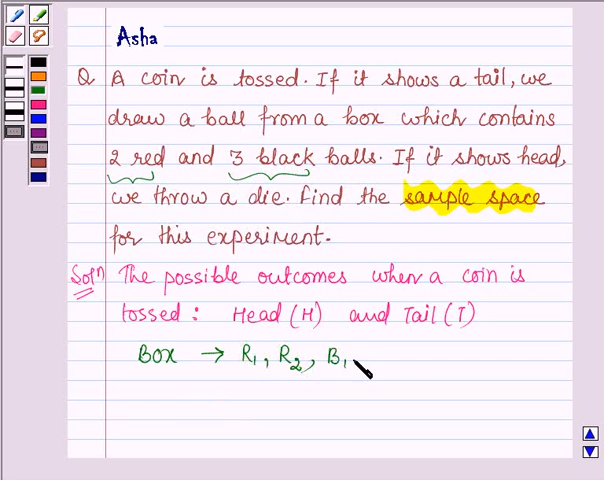 Asha
Q A coin is tossed. If it shows a tail, we
draw a ball from a box which contains
2 red and 3 black balls. If it shows head,
we throw a die. Find the sample space
for this experiment.
Solⁿ The possible outcomes when a coin is
tossed: Head (H) and Tail (T)
Box → R₁, R₂, B₁